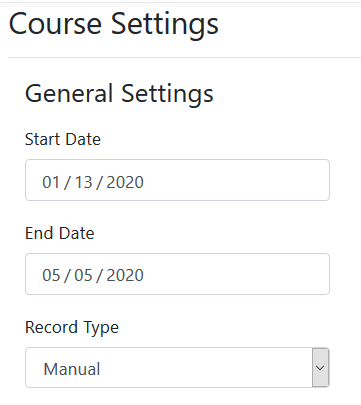 Course Settings
General Settings
Start Date
01 / 13 / 2020
End Date
05 / 05 / 2020
Record Type
Manual